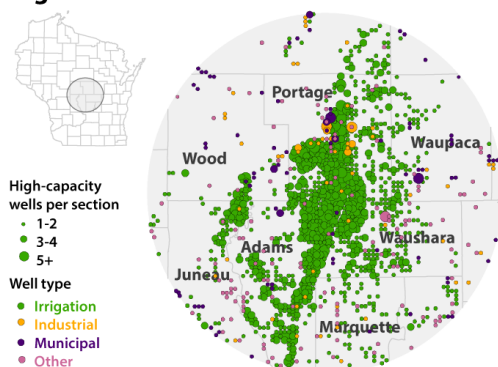 Portage
Waupaca
Wood
High-capacity
wells per section
1-2
3-4
5+
Waushara
Adams
Juneau
Well type
Irrigation
Industrial
Municipal
Other
Marquette